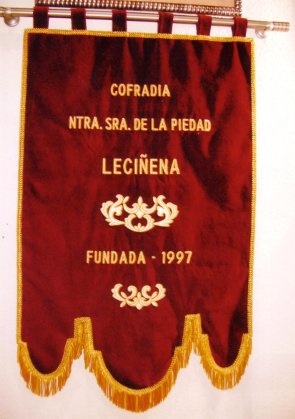 COFRADIA
NTRA. SRA. DE LA PIEDAD
LECIÑENA
FUNDADA - 1997